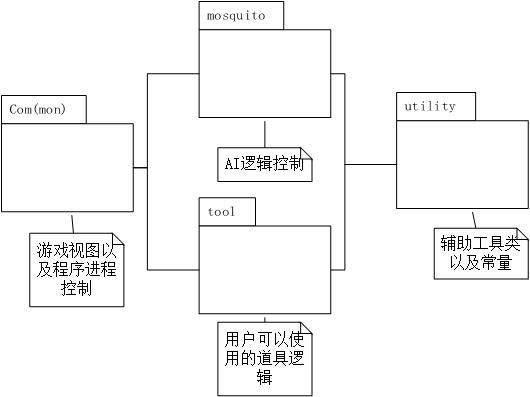 mosquito
Com(mon)
utility
AI逻辑控制
tool
游戏视图以
及程序进程
控制
辅助工具类
以及常量
用户可以使
用的道具逻
辑